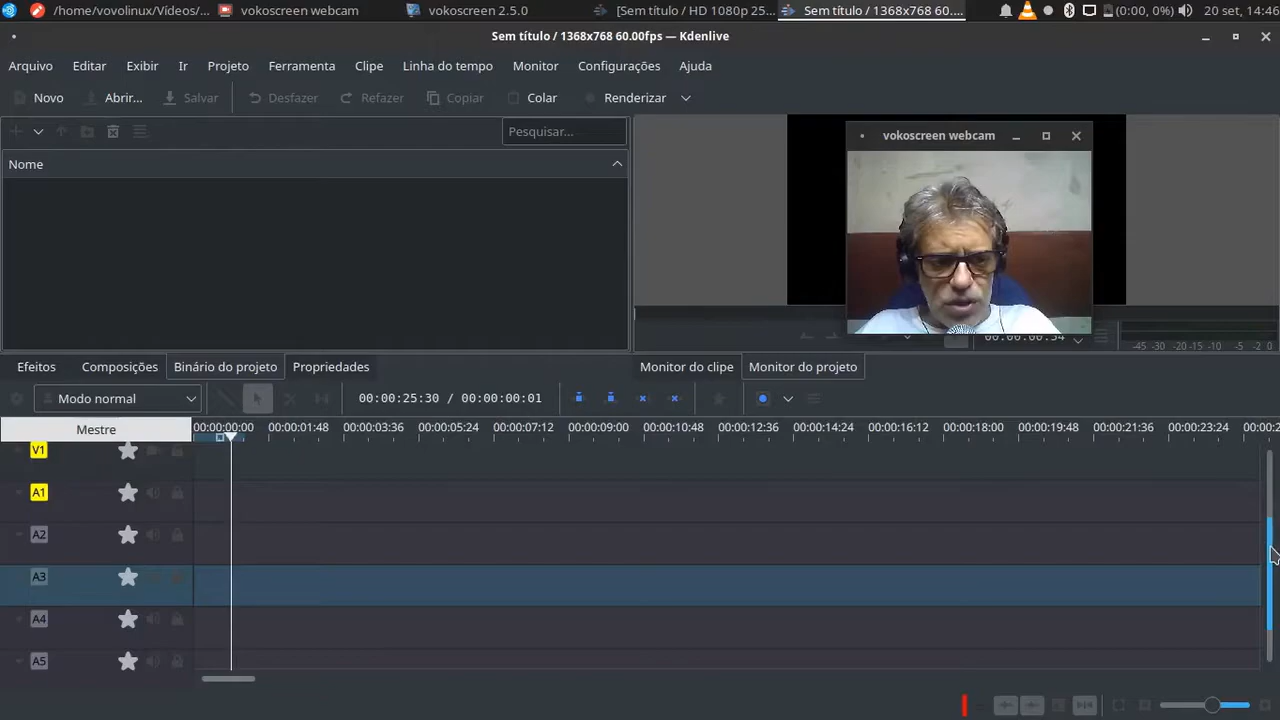 /home/vovolinux/Vídeos/... vokoscreen webcam vokoscreen 2.5.0 [Sem título / HD 1080p 25... Sem título / 1368x768 60.... (0:00, 0%) 20 set, 14:46
Sem título / 1368x768 60.00fps — Kdenlive
Arquivo Editar Exibir Ir Projeto Ferramenta Clipe Linha do tempo Monitor Configurações Ajuda
Novo Abrir... Salvar Desfazer Refazer Copiar Colar Renderizar
Pesquisar...
vokoscreen webcam
Nome
00:00:00:34
-45 -30 -20 -15 -10 -5 -2 0
Efeitos Composições Binário do projeto Propriedades Monitor do clipe Monitor do projeto
Modo normal 00:00:25:30 / 00:00:00:01
Mestre 00:00:00:00 00:00:01:48 00:00:03:36 00:00:05:24 00:00:07:12 00:00:09:00 00:00:10:48 00:00:12:36 00:00:14:24 00:00:16:12 00:00:18:00 00:00:19:48 00:00:21:36 00:00:23:24 00:00:2
V1
A1
A2
A3
A4
A5